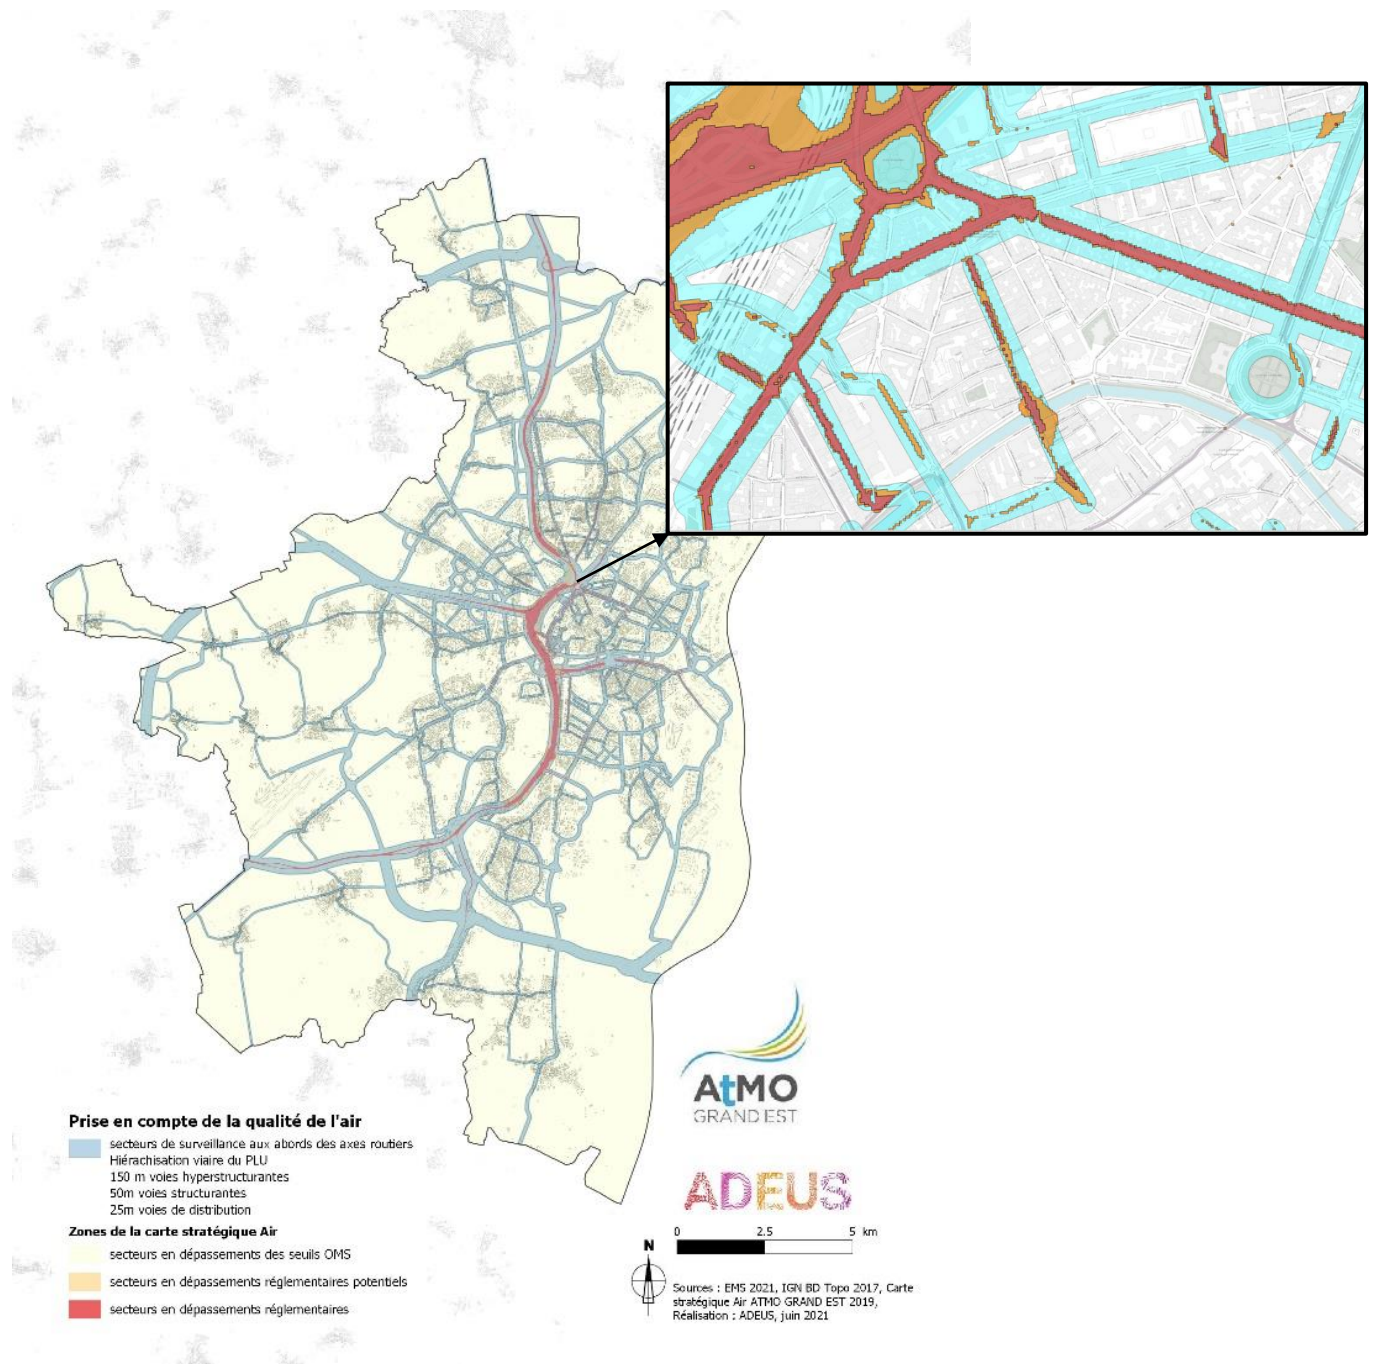 Prise en compte de la qualité de l'air
secteurs de surveillance aux abords des axes routiers
Hiérachisation viaire du PLU
150 m voies hyperstructurantes
50m voies structurantes
25m voies de distribution
Zones de la carte stratégique Air
secteurs en dépassements des seuils OMS
secteurs en dépassements réglementaires potentiels
secteurs en dépassements réglementaires
AtMO
GRAND EST
ADEUS
0 2.5 5 km
N
Sources : EMS 2021, IGN BD Topo 2017, Carte
stratégique Air ATMO GRAND EST 2019,
Réalisation : ADEUS, juin 2021